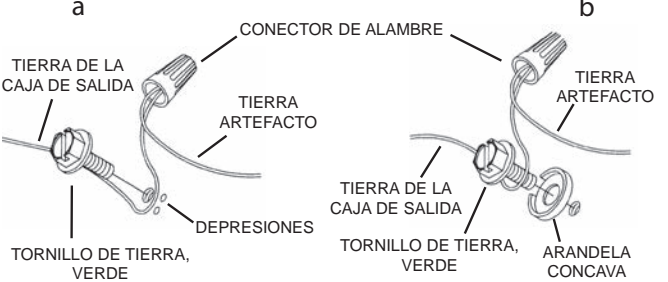 a
b
CONECTOR DE ALAMBRE
TIERRA DE LA
CAJA DE SALIDA
TIERRA
ARTEFACTO
DEPRESIONES
TORNILLO DE TIERRA,
VERDE
TIERRA
ARTEFACTO
TIERRA DE LA
CAJA DE SALIDA
TORNILLO DE TIERRA,
VERDE
ARANDELA
CONCAVA